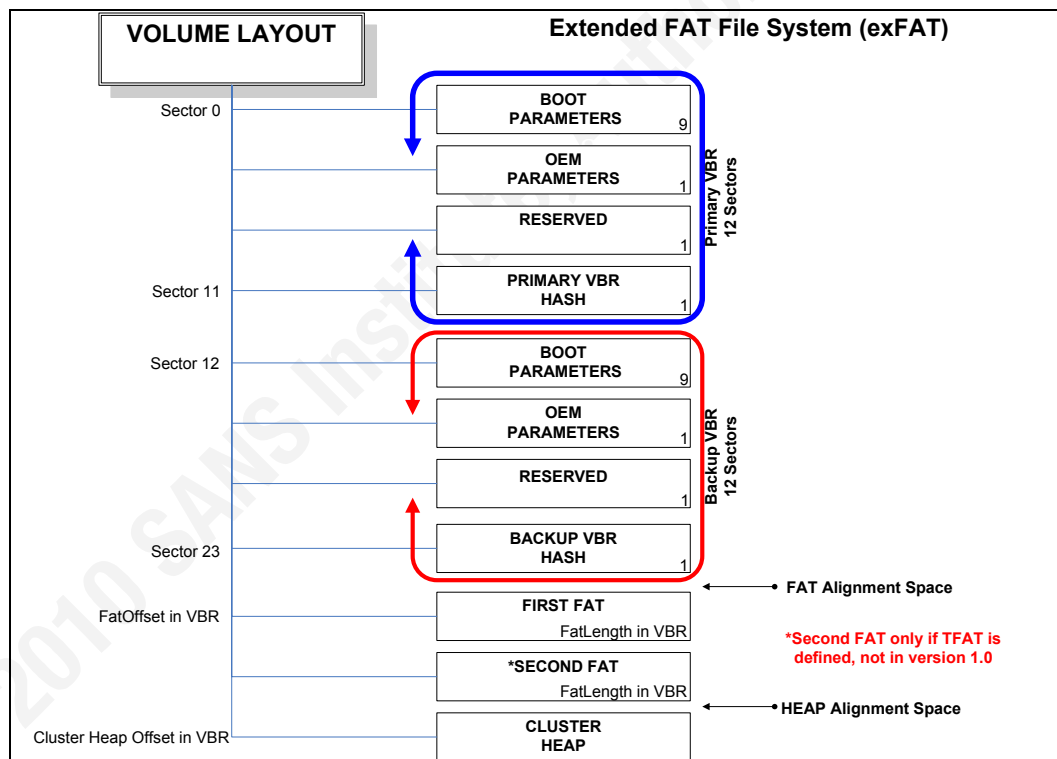 VOLUME LAYOUT
Extended FAT File System (exFAT)
Sector 0
BOOT
PARAMETERS
9
OEM
PARAMETERS
1
RESERVED
1
Sector 11
PRIMARY VBR
HASH
1
Primary VBR
12 Sectors
Sector 12
BOOT
PARAMETERS
9
OEM
PARAMETERS
1
RESERVED
1
Sector 23
BACKUP VBR
HASH
1
Backup VBR
12 Sectors
FAT Alignment Space
FatOffset in VBR
FIRST FAT
FatLength in VBR
*Second FAT only if TFAT is
defined, not in version 1.0
*SECOND FAT
FatLength in VBR
HEAP Alignment Space
Cluster Heap Offset in VBR
CLUSTER
HEAP
2010 SANS Institute